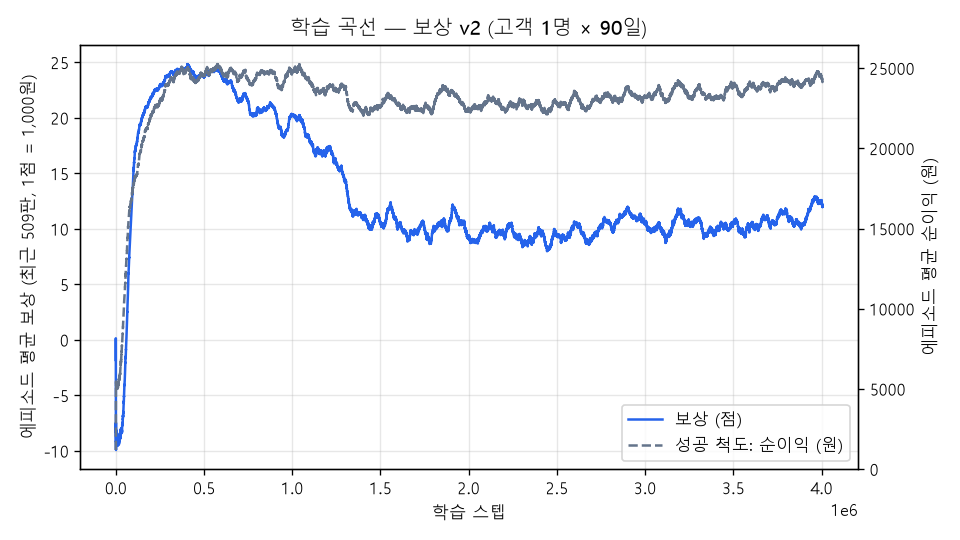 학습 곡선 — 보상 v2 (고객 1명 × 90일)
에피소드 평균 보상 (최근 509판, 1점 = 1,000원)
25
20
15
10
5
0
-5
-10
25000
20000
15000
10000
5000
0
에피소드 평균 순이익 (원)
보상 (점)
성공 척도: 순이익 (원)
0.0 0.5 1.0 1.5 2.0 2.5 3.0 3.5 4.0
1e6
학습 스텝